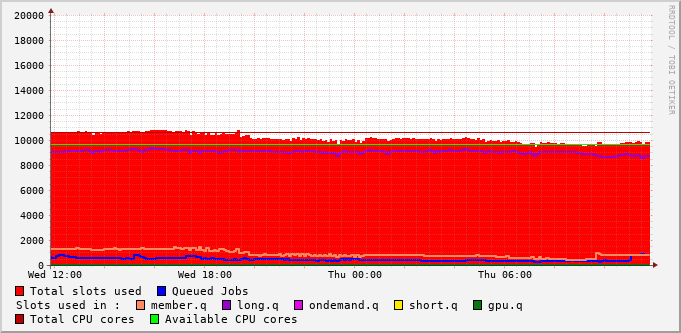 20000
18000
16000
14000
12000
10000
8000
6000
4000
2000
0
Wed 12:00 Wed 18:00 Thu 00:00 Thu 06:00
Total slots used Queued Jobs
Slots used in : member.q long.q ondemand.q short.q gpu.q
Total CPU cores Available CPU cores
RRDTOOL / TOBI OETIKER